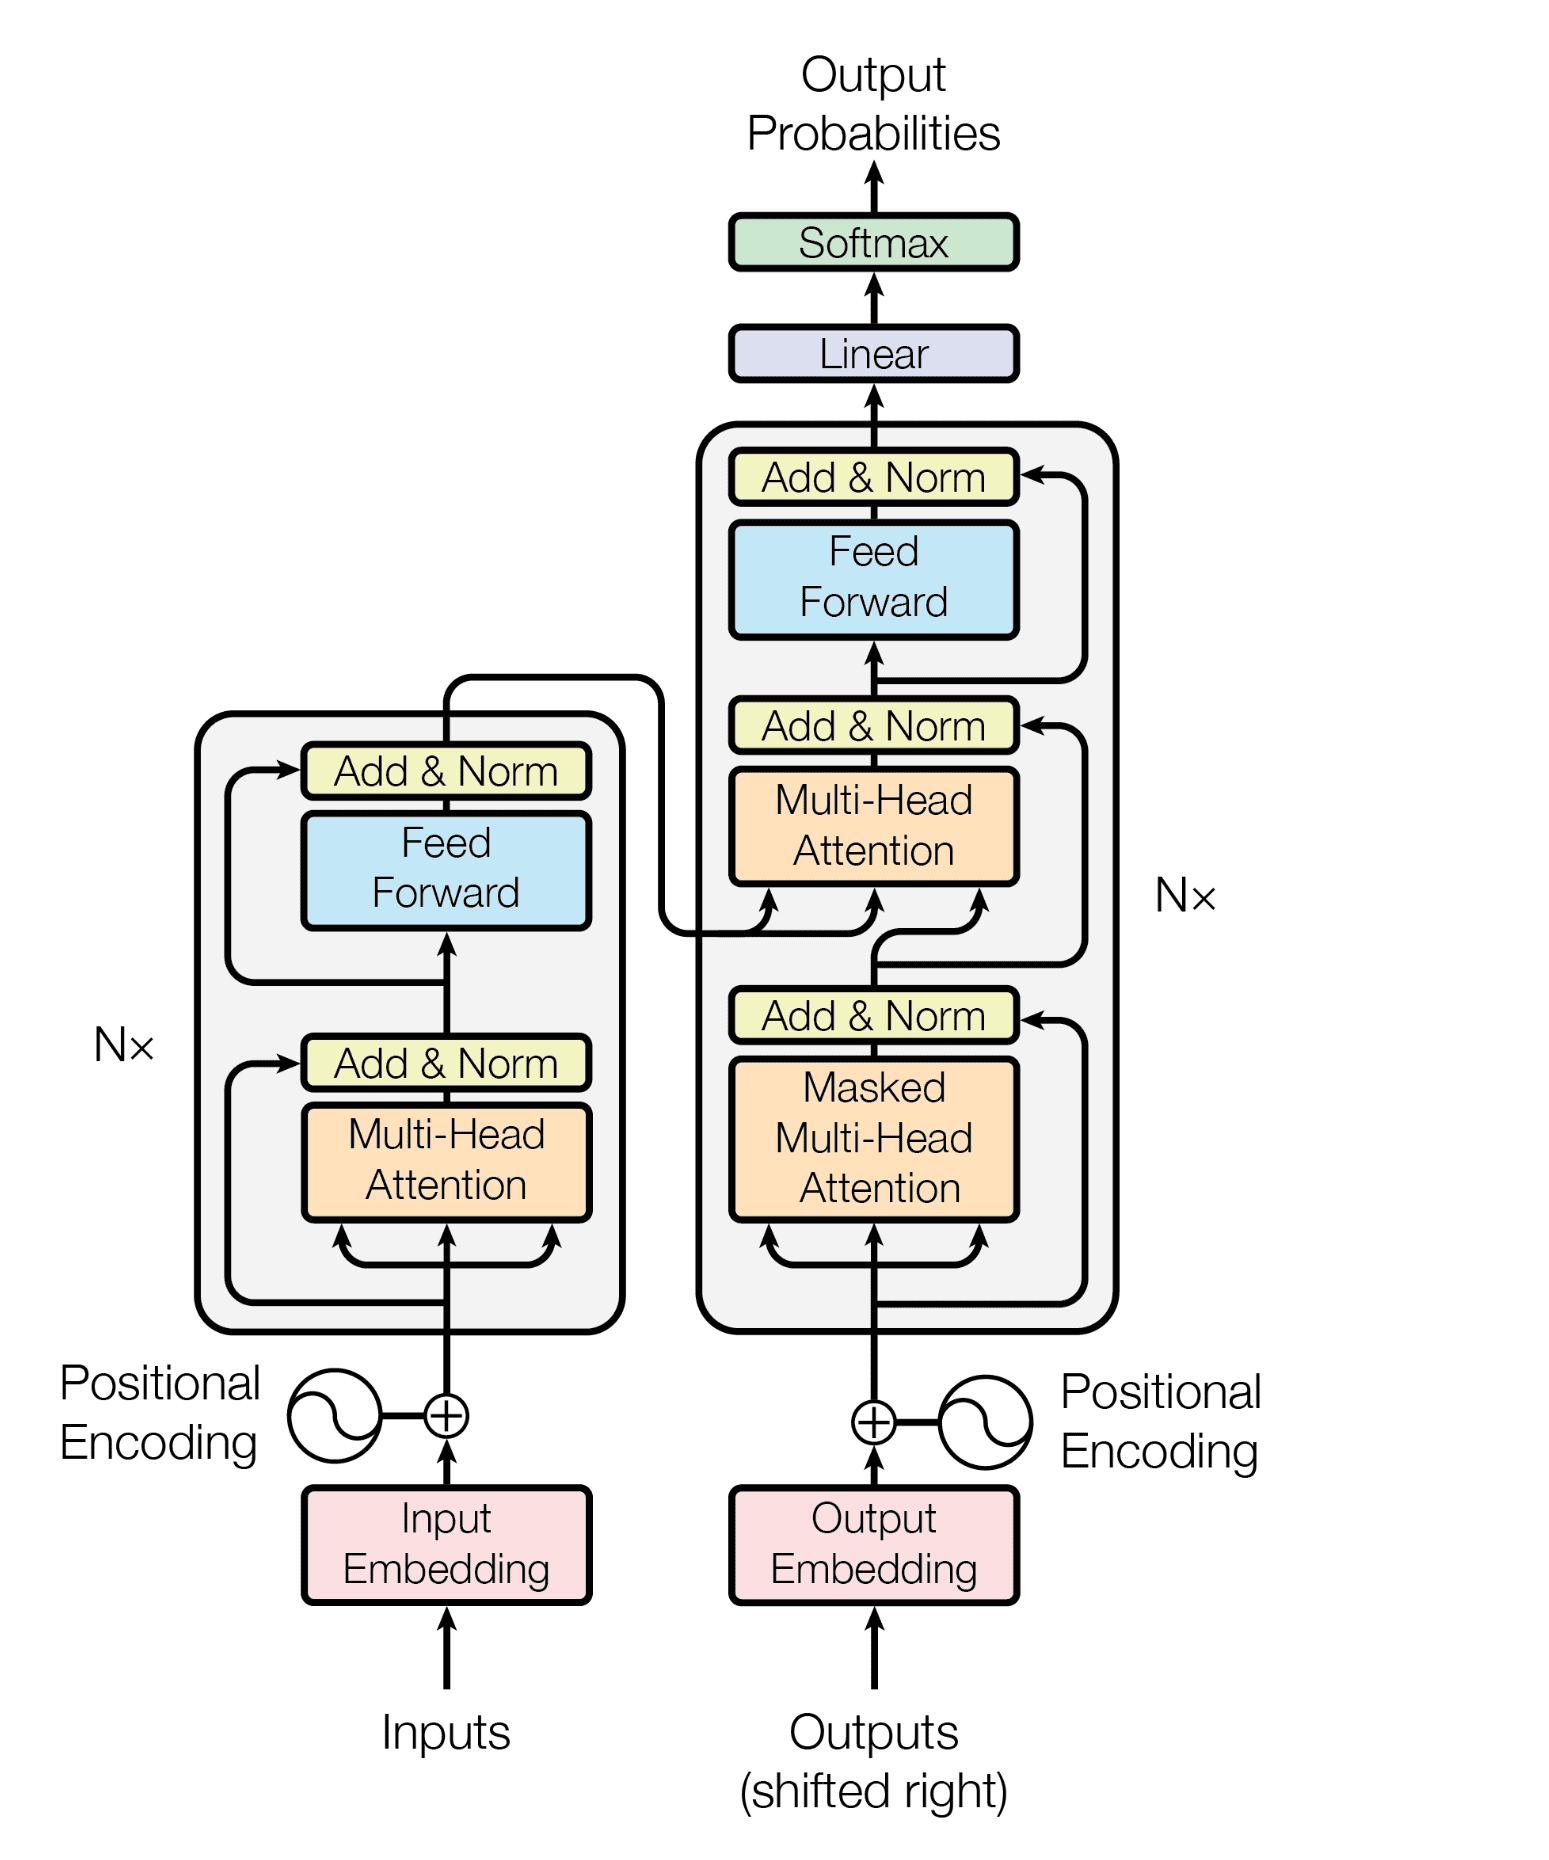 Output
Probabilities
Softmax
Linear
Add & Norm
Feed
Forward
Add & Norm
Multi-Head
Attention
Add & Norm
Masked
Multi-Head
Attention
N×
Add & Norm
Feed
Forward
Add & Norm
Multi-Head
Attention
N×
Positional
Encoding
Input
Embedding
Inputs
Positional
Encoding
Output
Embedding
Outputs
(shifted right)